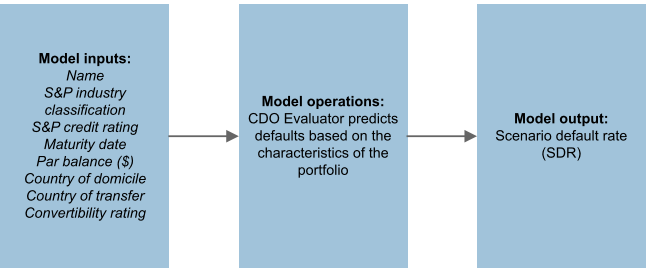 Model inputs:
Name
S&P industry
classification
S&P credit rating
Maturity date
Par balance ($)
Country of domicile
Country of transfer
Convertibility rating
Model operations:
CDO Evaluator predicts
defaults based on the
characteristics of the
portfolio
Model output:
Scenario default rate
(SDR)